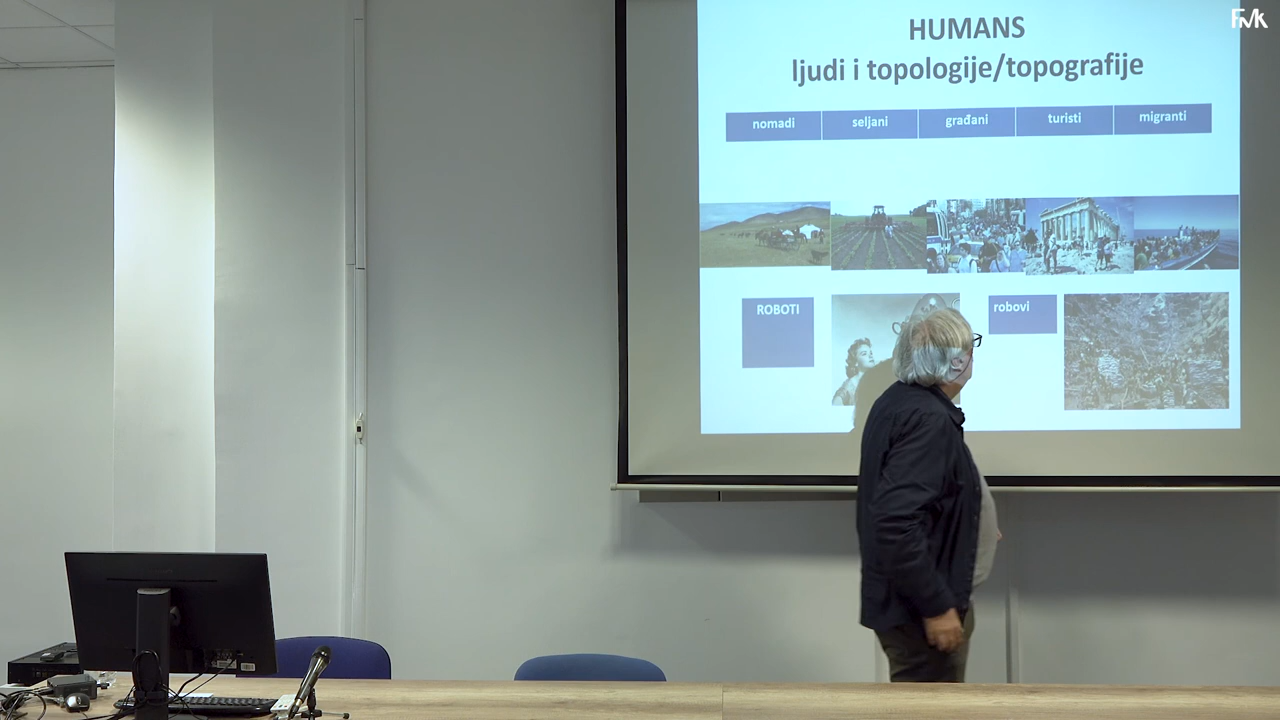 FMK
HUMANS
ljudi i topologije/topografije
nomadi seljani građani turisti migranti
ROBOTI
robovi